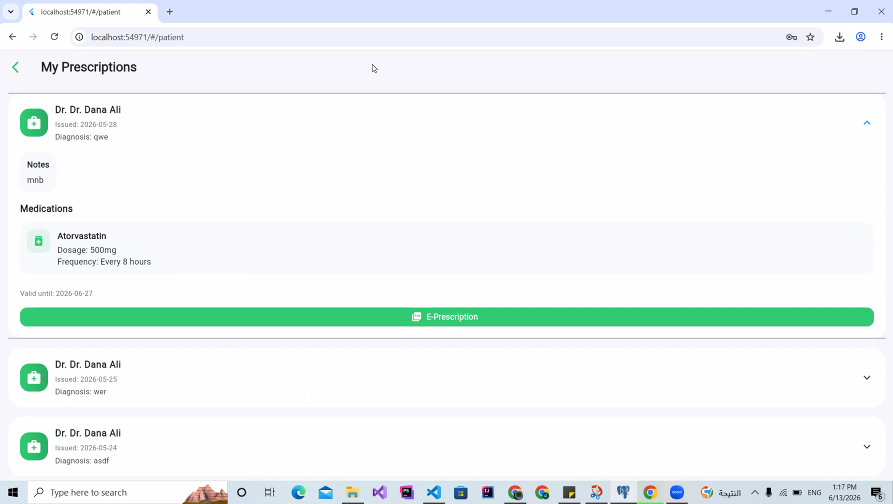 localhost:54971/#/patient
localhost:54971/#/patient
My Prescriptions
Dr. Dr. Dana Ali
Issued: 2026-05-28
Diagnosis: qwe
Notes
mnb
Medications
Atorvastatin
Dosage: 500mg
Frequency: Every 8 hours
Valid until: 2026-06-27
E-Prescription
Dr. Dr. Dana Ali
Issued: 2026-05-25
Diagnosis: wer
Dr. Dr. Dana Ali
Issued: 2026-05-24
Diagnosis: asdf
Type here to search
النتيجة
ENG
1:17 PM
6/13/2026